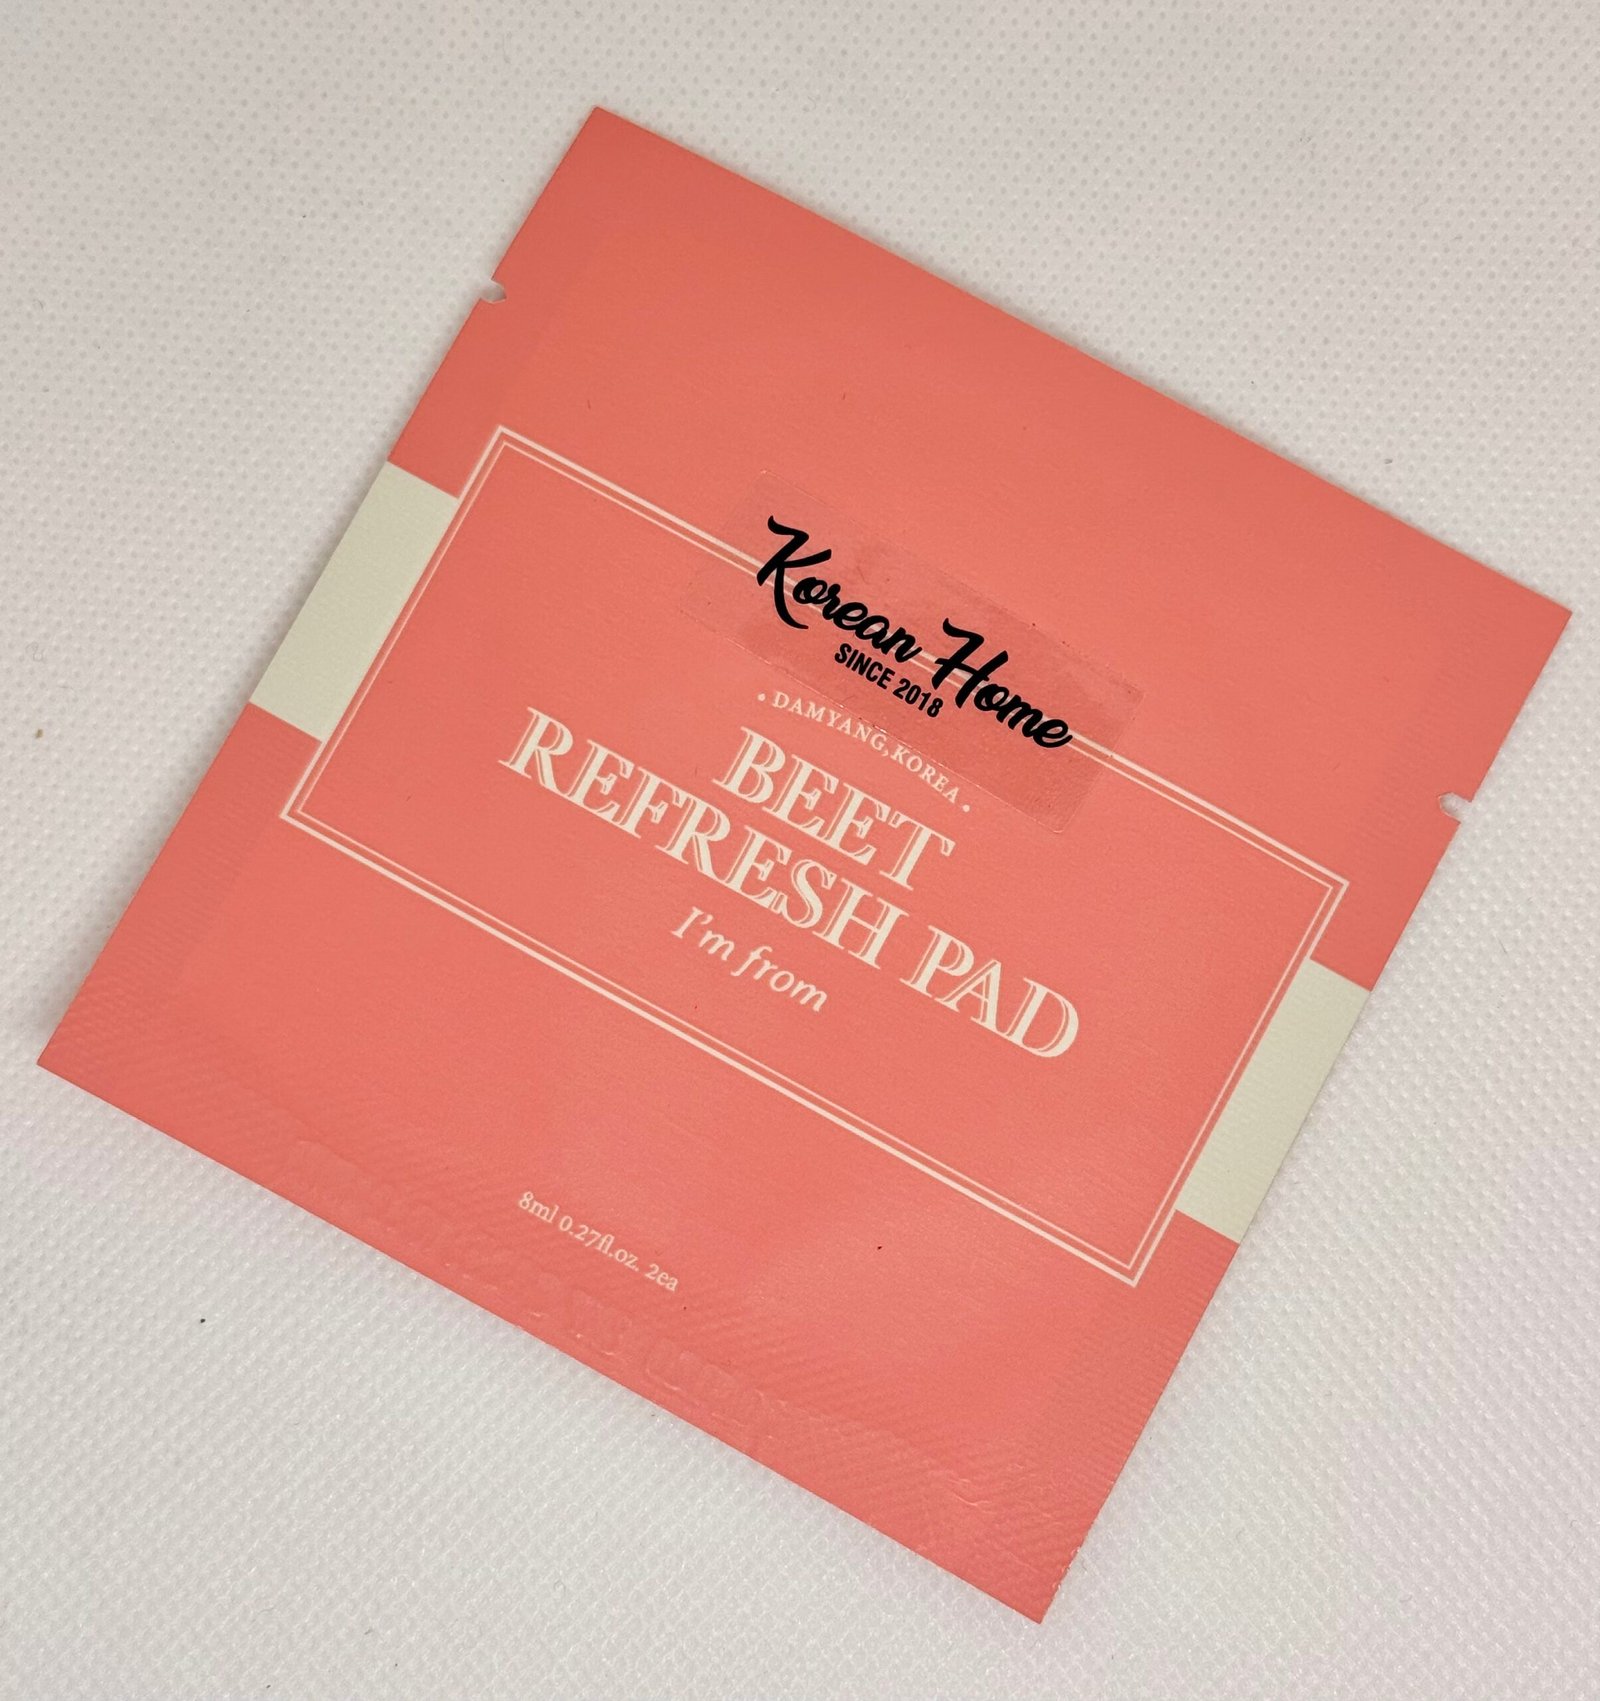 Korean Home
SINCE 2018
· DAMYANG, KOREA ·
BEET
REFRESH PAD
I'm from
8ml 0.27fl.oz. 2ea